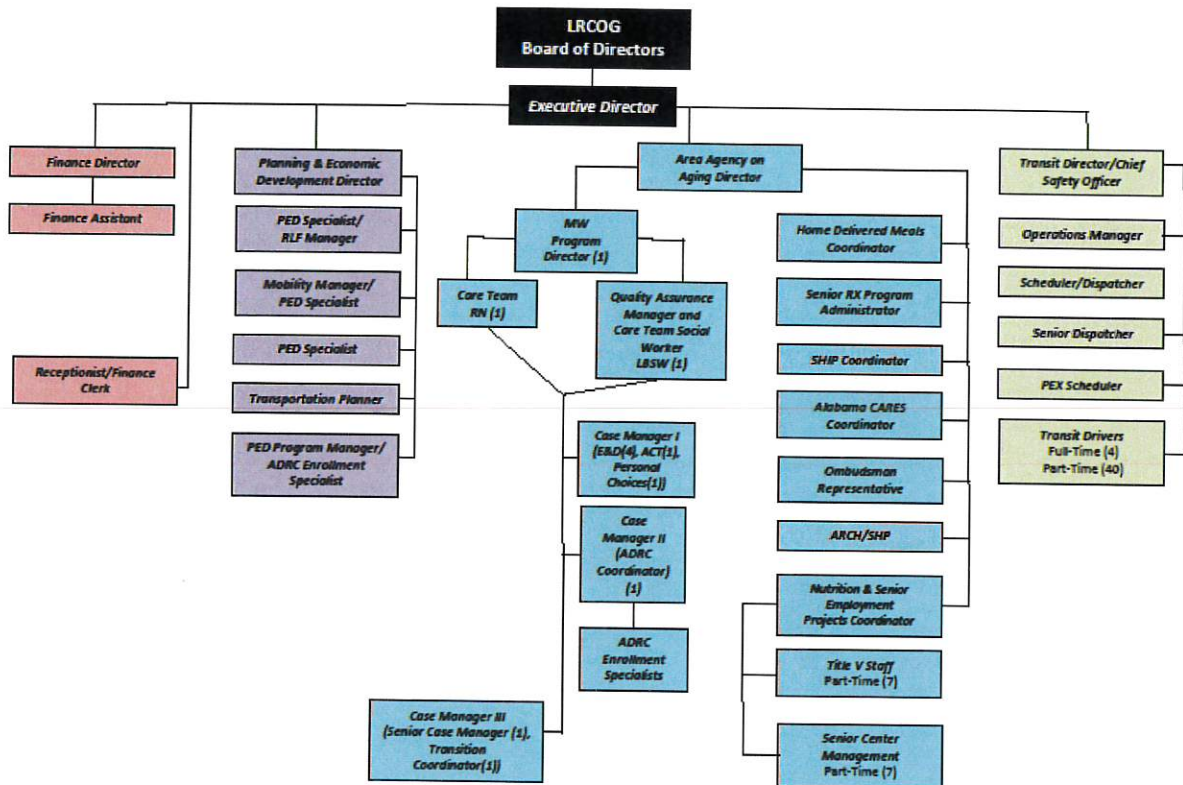 LRCOG
Board of Directors
Executive Director
Finance Director
Finance Assistant
Receptionist/Finance
Clerk
Planning & Economic
Development Director
PED Specialist/
RLF Manager
Mobility Manager/
PED Specialist
PED Specialist
Transportation Planner
PED Program Manager/
ADRC Enrollment
Specialist
Area Agency on
Aging Director
MW
Program
Director (1)
Care Team
RN (1)
Quality Assurance
Manager and
Care Team Social
Worker
LBSW (1)
Case Manager I
(E&D(4), ACT(1),
Personal
Choices(1))
Case
Manager II
(ADRC
Coordinator)
(1)
ADRC
Enrollment
Specialists
Case Manager III
(Senior Case Manager (1),
Transition
Coordinator(1))
Home Delivered Meals
Coordinator
Senior RX Program
Administrator
SHIP Coordinator
Alabama CARES
Coordinator
Ombudsman
Representative
ARCH/SHP
Nutrition & Senior
Employment
Projects Coordinator
Title V Staff
Part-Time (7)
Senior Center
Management
Part-Time (7)
Transit Director/Chief
Safety Officer
Operations Manager
Scheduler/Dispatcher
Senior Dispatcher
PEX Scheduler
Transit Drivers
Full-Time (4)
Part-Time (40)